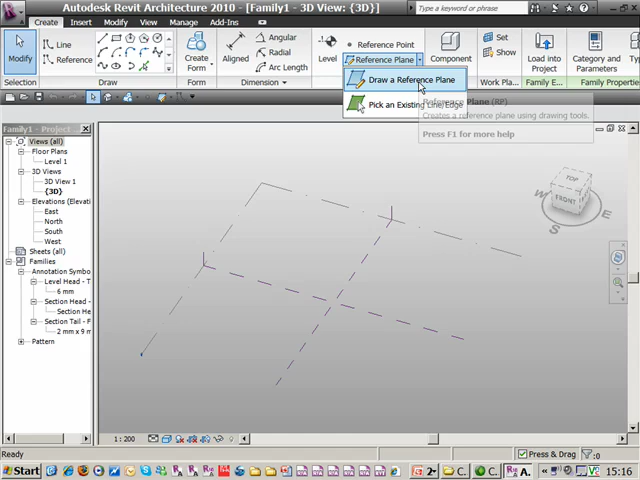 Autodesk Revit Architecture 2010 - Family1 - 3D View: {3D}
Type a keyword or phrase
Create Insert View Manage Add-Ins
Line
Reference
Modify
Selection
Draw
Create
Form
Forms
Aligned
Angular
Radial
Arc Length
Dimension
Level
Reference Point
Reference Plane
Draw a Reference Plane
Pick an Existing Line/Edge
Reference Plane (RP)
Creates a reference plane using drawing tools.
Press F1 for more help
Component
Set
Show
Work Plan..
Load into
Project
Family E..
Category and
Parameters
Family Properties
Family1 - Project
Views (all)
Floor Plans
Level 1
3D Views
3D View 1
{3D}
Elevations (Elevati
East
North
South
West
Sheets (all)
Families
Annotation Symbo
Level Head - T
6 mm
Section Head -
Section He
Section Tail - F
2 mm x 9 m
Pattern
TOP
FRONT
W
S
E
1 : 200
Ready
Press & Drag
:0
Start
2
C.
C.
A.
15:16